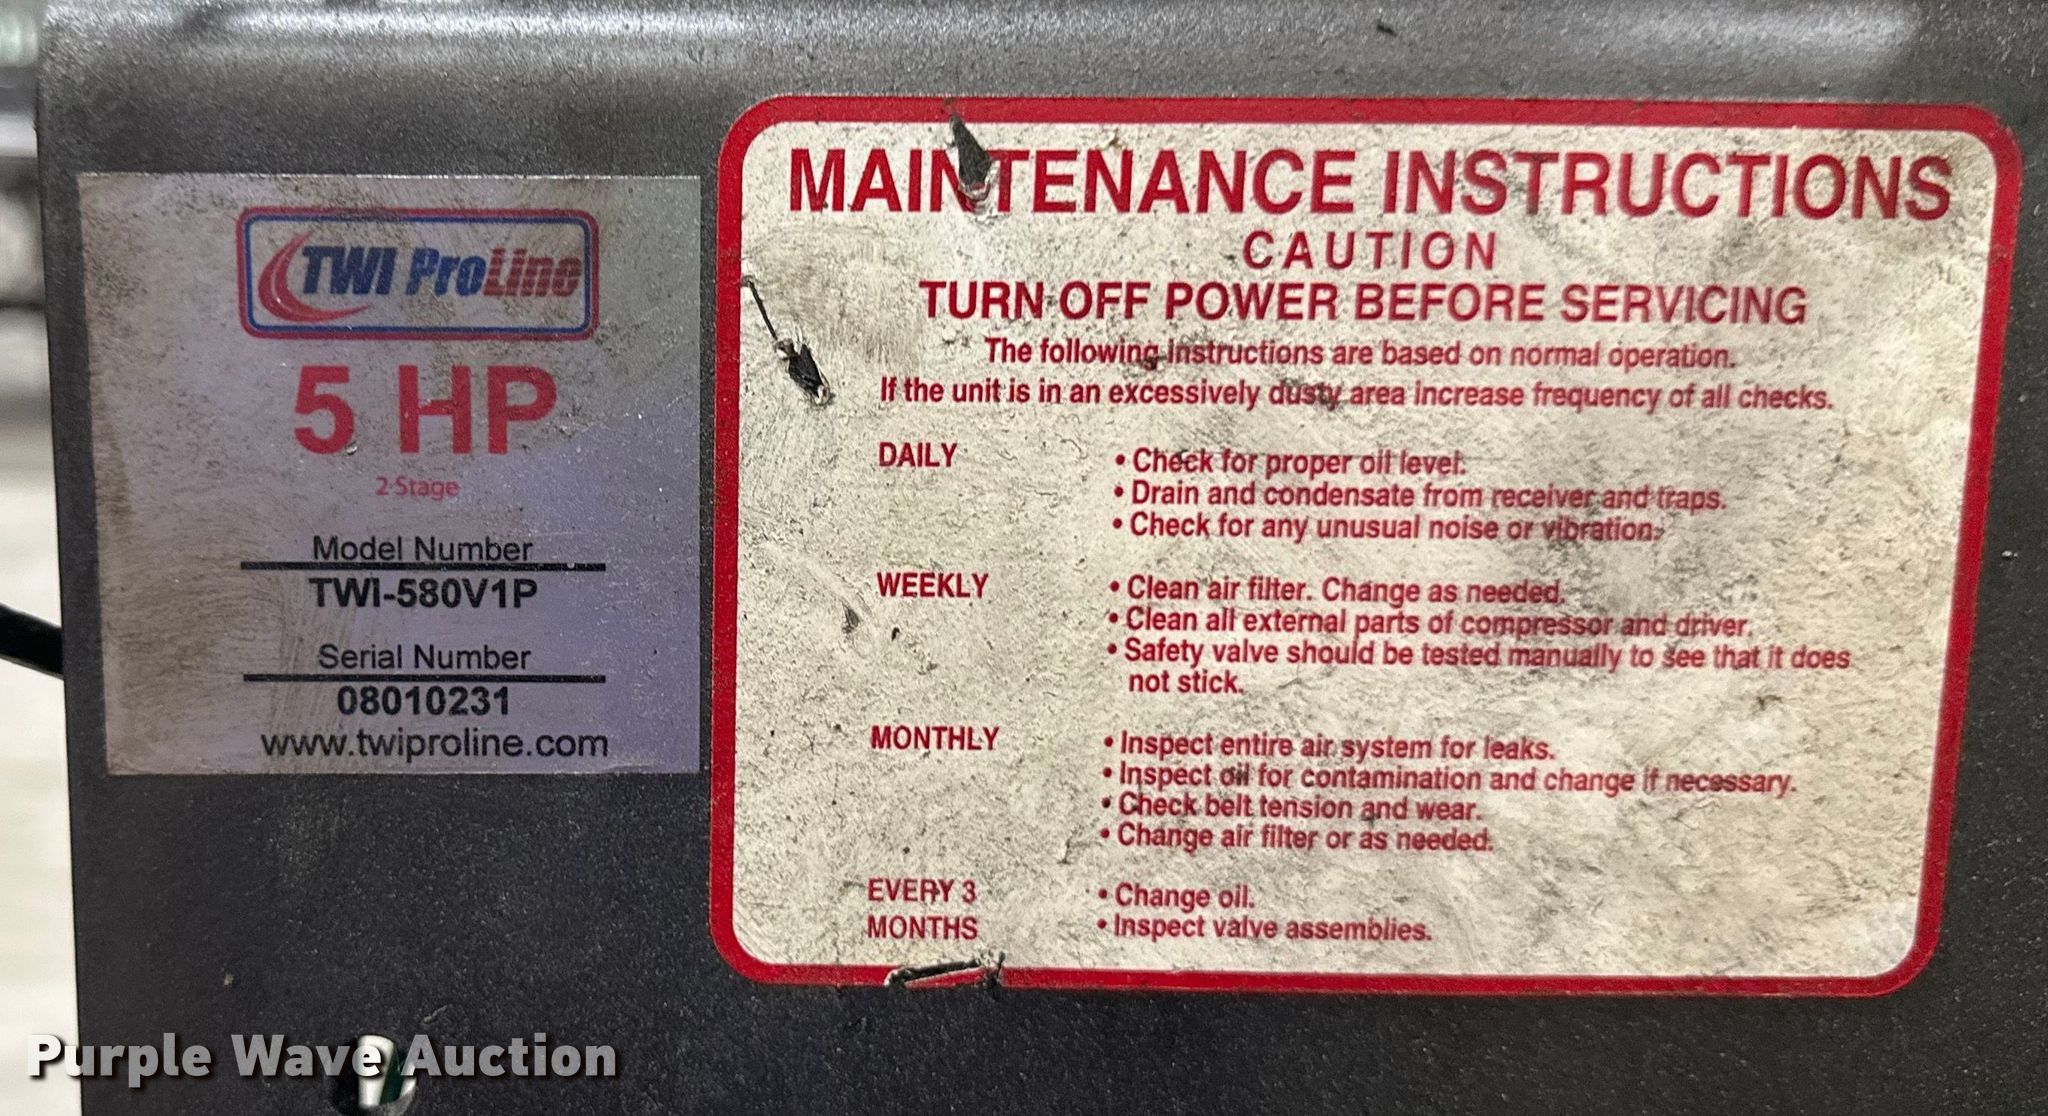 TWI ProLine
5 HP
2-Stage
Model Number
TWI-580V1P
Serial Number
08010231
www.twiproline.com
MAINTENANCE INSTRUCTIONS
CAUTION
TURN OFF POWER BEFORE SERVICING
The following instructions are based on normal operation.
If the unit is in an excessively dusty area increase frequency of all checks.
DAILY
• Check for proper oil level.
• Drain and condensate from receiver and traps.
• Check for any unusual noise or vibration.
WEEKLY
• Clean air filter. Change as needed.
• Clean all external parts of compressor and driver.
• Safety valve should be tested manually to see that it does
not stick.
MONTHLY
• Inspect entire air system for leaks.
• Inspect oil for contamination and change if necessary.
• Check belt tension and wear.
• Change air filter or as needed.
EVERY 3
MONTHS
• Change oil.
• Inspect valve assemblies.
Purple Wave Auction